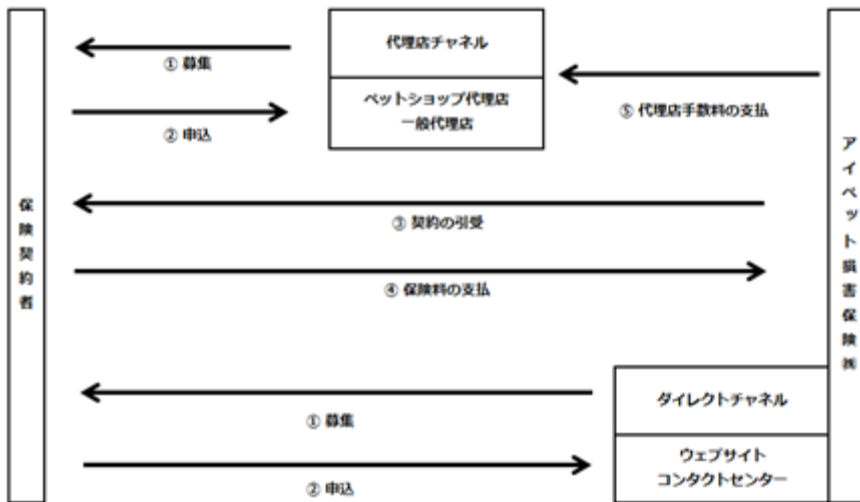 代理店チャネル
① 募集
ペットショップ代理店
一般代理店
② 申込
⑤ 代理店手数料の支払
保険契約者
③ 契約の引受
④ 保険料の支払
アイペット損害保険㈱
ダイレクトチャネル
① 募集
ウェブサイト
コンタクトセンター
② 申込